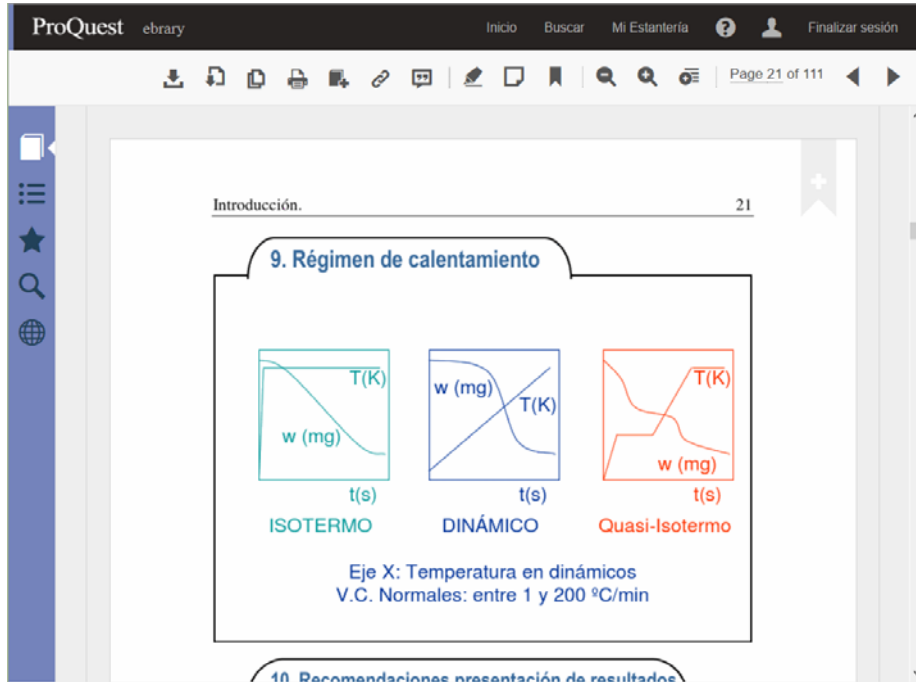 ProQuest ebrary Inicio Buscar Mi Estantería ? Finalizar sesión
Page 21 of 111
Introducción. 21
9. Régimen de calentamiento
T(K)
w (mg)
t(s)
ISOTERMO
w (mg)
T(K)
t(s)
DINÁMICO
T(K)
w (mg)
t(s)
Quasi-Isotermo
Eje X: Temperatura en dinámicos
V.C. Normales: entre 1 y 200 ºC/min
10. Recomendaciones presentación de resultados